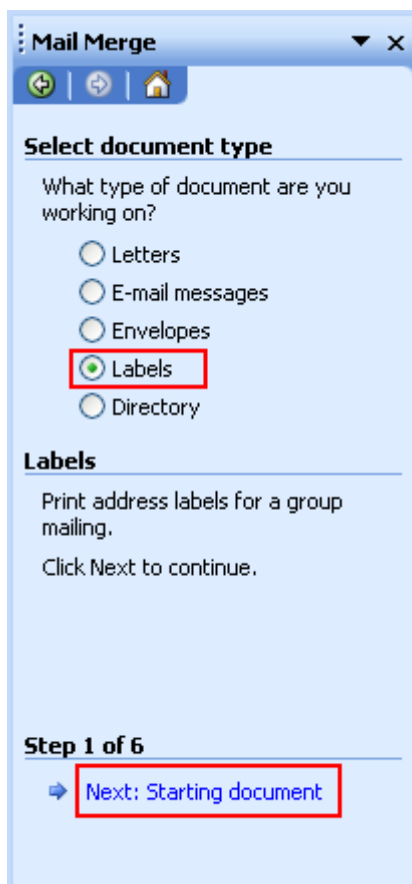 Mail Merge
Select document type
What type of document are you
working on?
Letters
E-mail messages
Envelopes
Labels
Directory
Labels
Print address labels for a group
mailing.
Click Next to continue.
Step 1 of 6
Next: Starting document